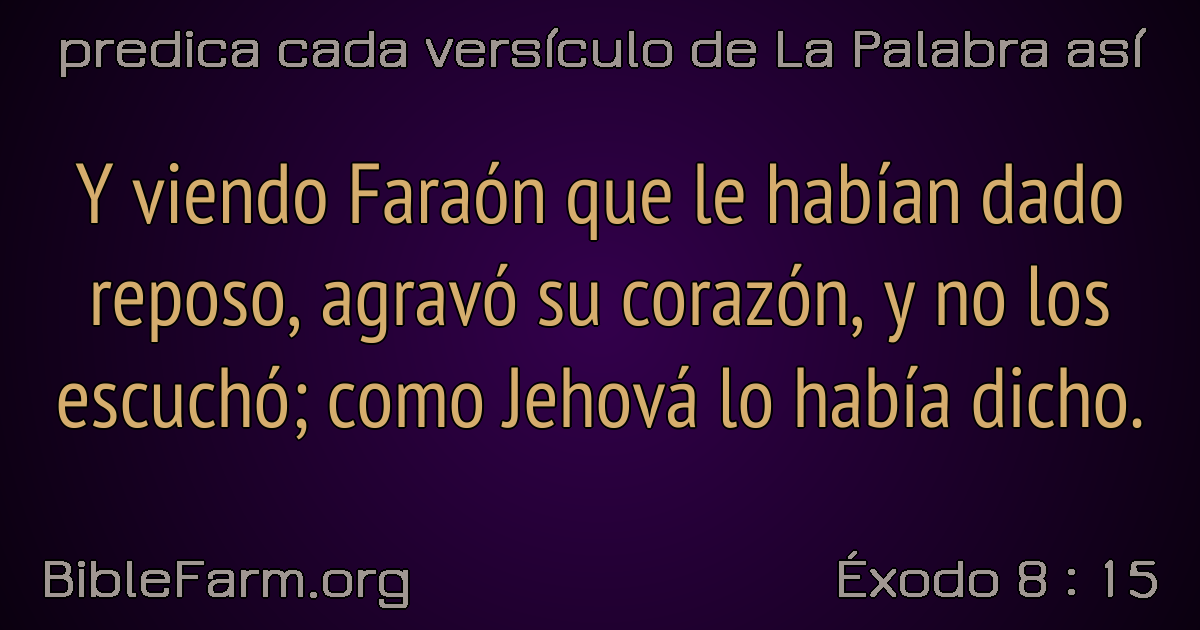 predica cada versículo de La Palabra así
Y viendo Faraón que le habían dado
reposo, agravó su corazón, y no los
escuchó; como Jehová lo había dicho.
BibleFarm.org
Éxodo 8 : 15